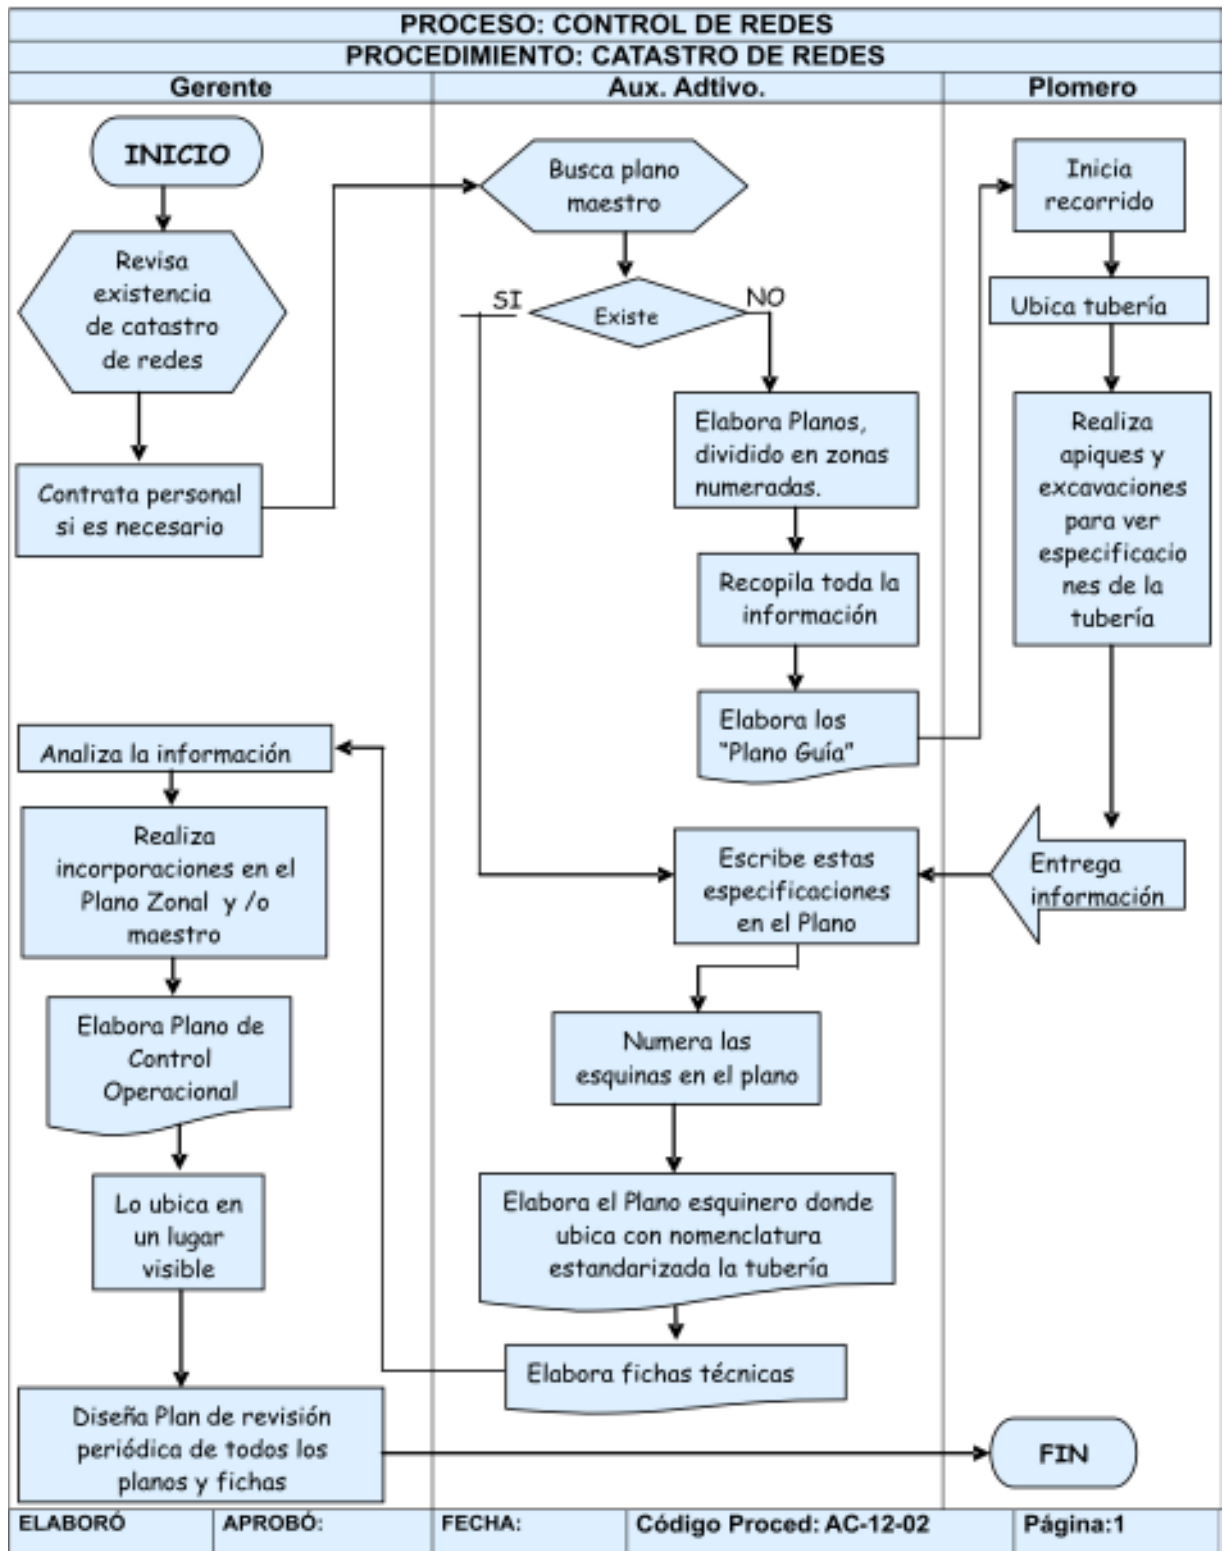 PROCESO: CONTROL DE REDES
PROCEDIMIENTO: CATASTRO DE REDES
Gerente
Aux. Adtivo.
Plomero
INICIO
Revisa
existencia
de catastro
de redes
Contrata personal
si es necesario
Busca plano
maestro
Existe
SI
NO
Elabora Planos,
dividido en zonas
numeradas.
Recopila toda la
información
Elabora los
"Plano Guía"
Inicia
recorrido
Ubica tubería
Realiza
apiques y
excavaciones
para ver
especificacio
nes de la
tubería
Entrega
información
Escribe estas
especificaciones
en el Plano
Numera las
esquinas en el plano
Elabora el Plano esquinero donde
ubica con nomenclatura
estandarizada la tubería
Elabora fichas técnicas
Analiza la información
Realiza
incorporaciones en el
Plano Zonal y /o
maestro
Elabora Plano de
Control
Operacional
Lo ubica en
un lugar
visible
Diseña Plan de revisión
periódica de todos los
planos y fichas
FIN
ELABORÓ
APROBÓ:
FECHA:
Código Proced: AC-12-02
Página:1